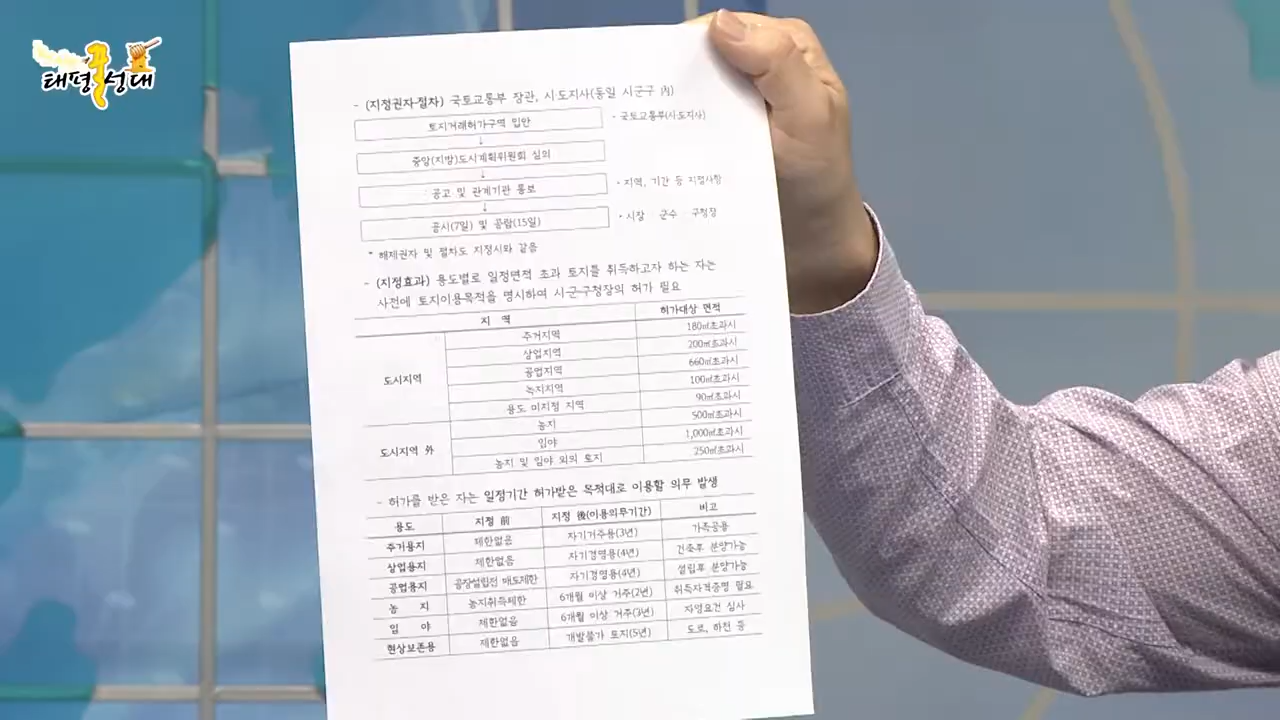 태평꿀성대
- (지정권자·절차) 국토교통부 장관, 시·도지사(동일 시군구 內)
토지거래허가구역 입안
· 국토교통부(시·도지사)
↓
중앙(지방)도시계획위원회 심의
↓
공고 및 관계기관 통보
· 지역, 기간 등 지정사항
↓
공시(7일) 및 공람(15일)
· 시장 · 군수 · 구청장
* 해제권자 및 절차도 지정시와 같음
- (지정효과) 용도별로 일정면적 초과 토지를 취득하고자 하는 자는
사전에 토지이용목적을 명시하여 시·군·구청장의 허가 필요
지 역 허가대상 면적
도시지역 주거지역 180㎡초과시
상업지역 200㎡초과시
공업지역 660㎡초과시
녹지지역 100㎡초과시
용도 미지정 지역 90㎡초과시
도시지역 外 농지 500㎡초과시
임야 1,000㎡초과시
농지 및 임야 외의 토지 250㎡초과시
- 허가를 받은 자는 일정기간 허가받은 목적대로 이용할 의무 발생
용도 지정 前 지정 後(이용의무기간) 비고
주거용지 제한없음 자기거주용(3년) 가족공용
상업용지 제한없음 자기경영용(4년) 건축후 분양가능
공업용지 공장설립전 매도제한 자기경영용(4년) 설립후 분양가능
농 지 농지취득제한 6개월 이상 거주(2년) 취득자격증명 필요
임 야 제한없음 6개월 이상 거주(3년) 자영요건 심사
현상보존용 제한없음 개발불가 토지(5년) 도로, 하천 등